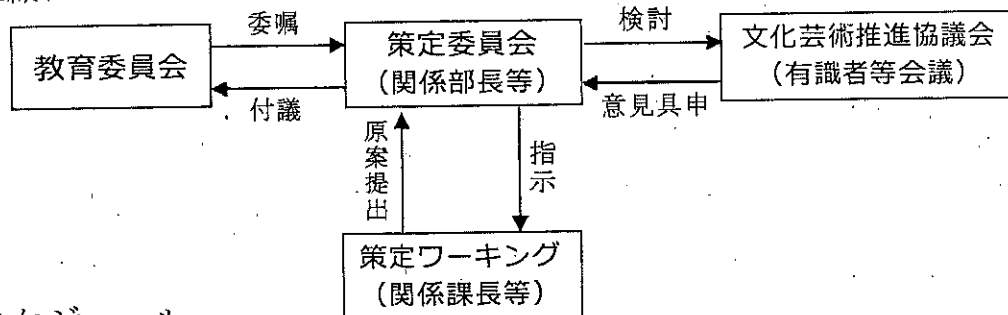 委嘱
検討
教育委員会
策定委員会
(関係部長等)
文化芸術推進協議会
(有識者等会議)
付議
意見具申
原案提出
指示
策定ワーキング
(関係課長等)